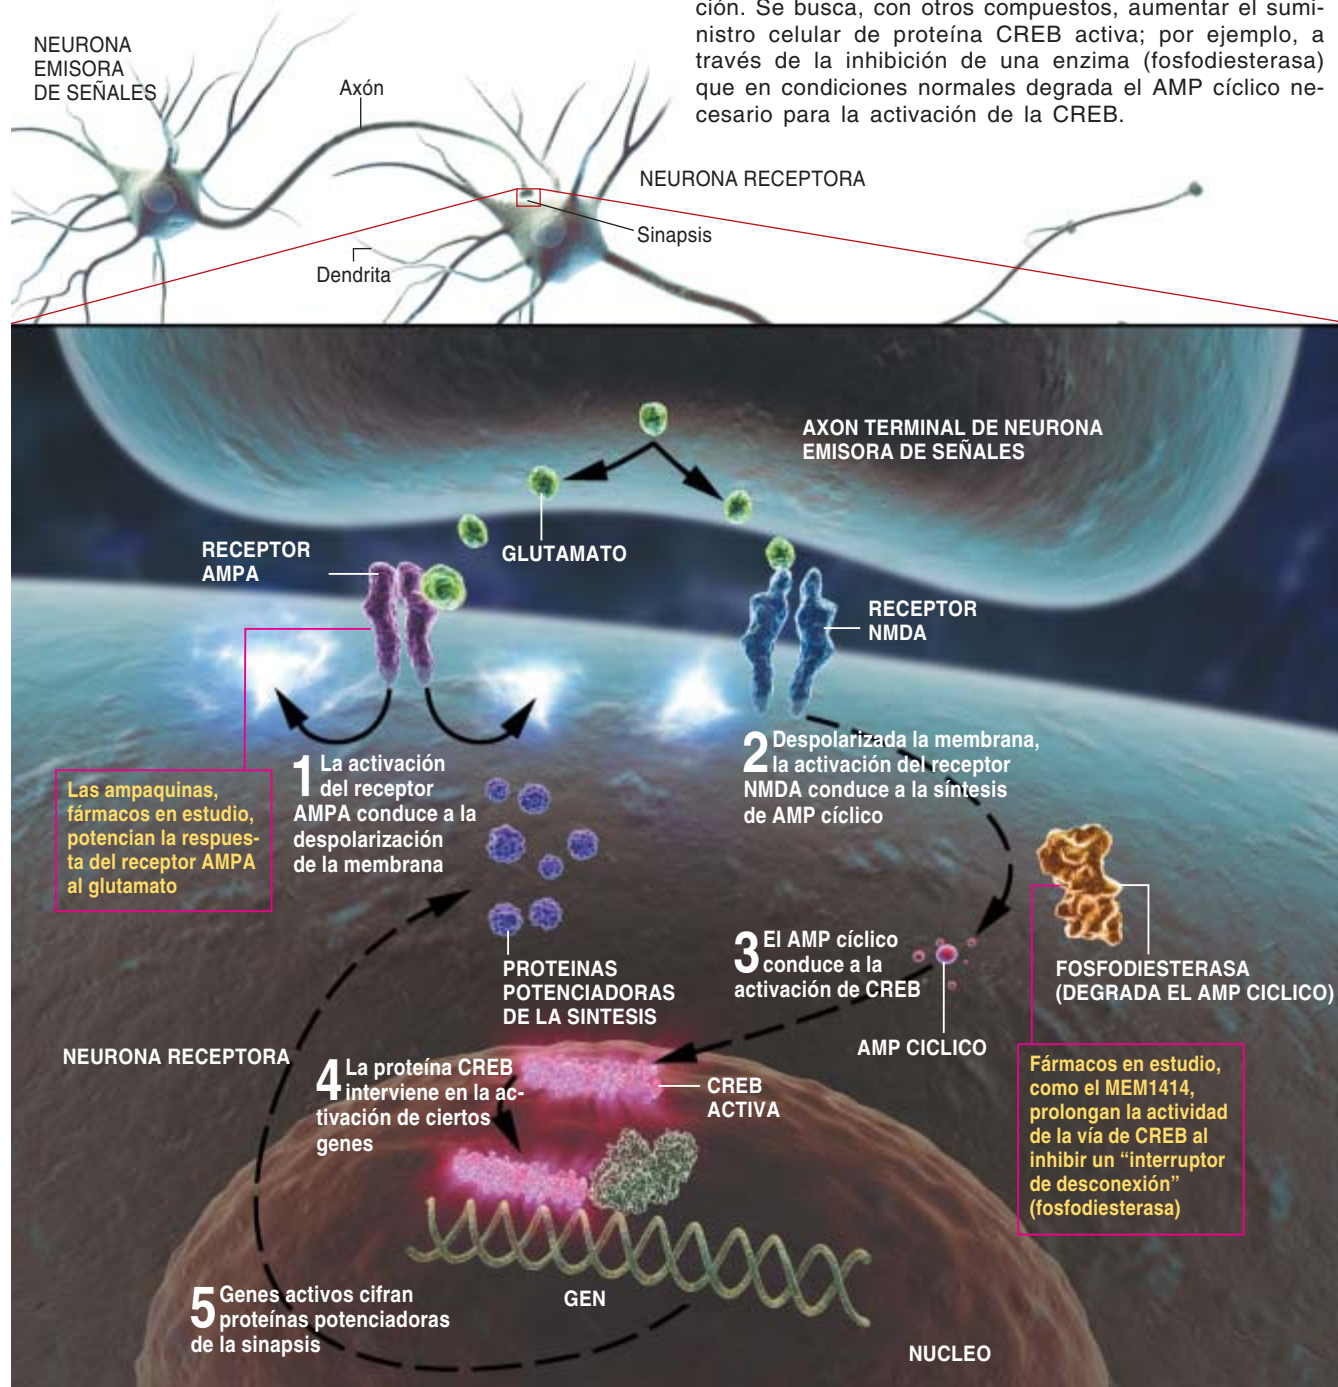 ción. Se busca, con otros compuestos, aumentar el sumi-
nistro celular de proteína CREB activa; por ejemplo, a
través de la inhibición de una enzima (fosfodiesterasa)
que en condiciones normales degrada el AMP cíclico ne-
cesario para la activación de la CREB.
NEURONA
EMISORA
DE SEÑALES
Axón
NEURONA RECEPTORA
Sinapsis
Dendrita
AXON TERMINAL DE NEURONA
EMISORA DE SEÑALES
GLUTAMATO
RECEPTOR
AMPA
RECEPTOR
NMDA
1 La activación
del receptor
AMPA conduce a la
despolarización
de la membrana
2 Despolarizada la membrana,
la activación del receptor
NMDA conduce a la síntesis
de AMP cíclico
Las ampaquinas,
fármacos en estudio,
potencian la respues-
ta del receptor AMPA
al glutamato
3 El AMP cíclico
conduce a la
activación de CREB
PROTEINAS
POTENCIADORAS
DE LA SINTESIS
FOSFODIESTERASA
(DEGRADA EL AMP CICLICO)
AMP CICLICO
NEURONA RECEPTORA
4 La proteína CREB
interviene en la ac-
tivación de ciertos
genes
CREB
ACTIVA
Fármacos en estudio,
como el MEM1414,
prolongan la actividad
de la vía de CREB al
inhibir un “interruptor
de desconexión”
(fosfodiesterasa)
5 Genes activos cifran
proteínas potenciadoras
de la sinapsis
GEN
NUCLEO